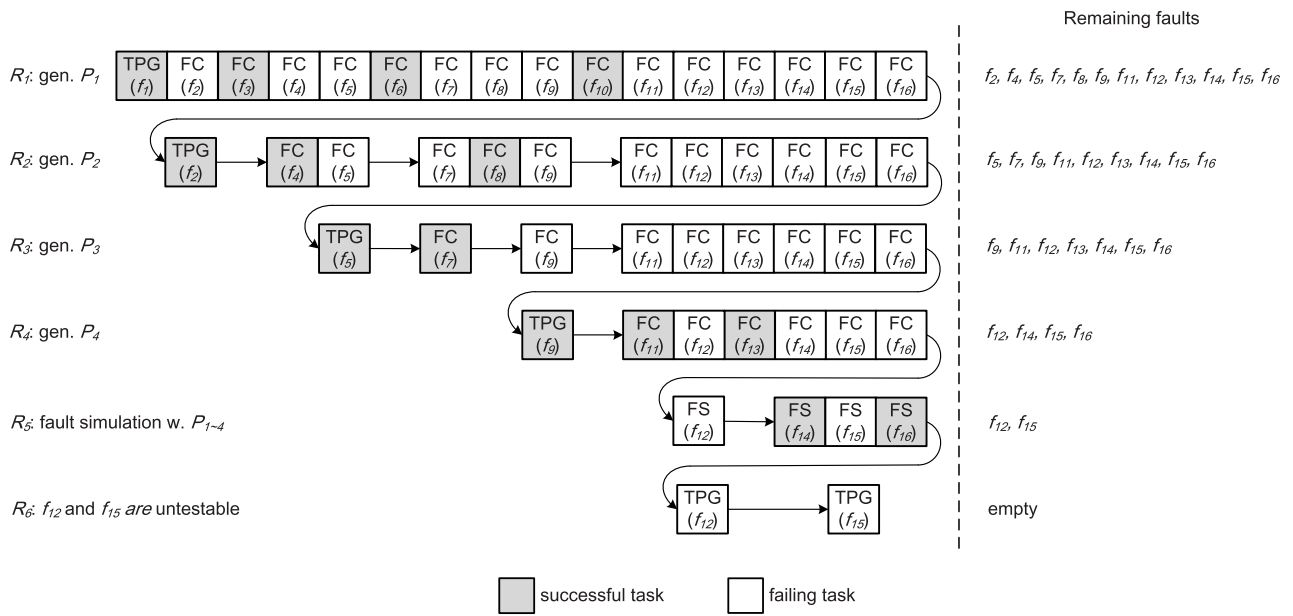 Remaining faults
R1: gen. P1
TPG (f1) FC (f2) FC (f3) FC (f4) FC (f5) FC (f6) FC (f7) FC (f8) FC (f9) FC (f10) FC (f11) FC (f12) FC (f13) FC (f14) FC (f15) FC (f16)
f2, f4, f5, f7, f8, f9, f11, f12, f13, f14, f15, f16
R2: gen. P2
TPG (f2) FC (f4) FC (f5) FC (f7) FC (f8) FC (f9) FC (f11) FC (f12) FC (f13) FC (f14) FC (f15) FC (f16)
f5, f7, f9, f11, f12, f13, f14, f15, f16
R3: gen. P3
TPG (f5) FC (f7) FC (f9) FC (f11) FC (f12) FC (f13) FC (f14) FC (f15) FC (f16)
f9, f11, f12, f13, f14, f15, f16
R4: gen. P4
TPG (f9) FC (f11) FC (f12) FC (f13) FC (f14) FC (f15) FC (f16)
f12, f14, f15, f16
R5: fault simulation w. P1~4
FS (f12) FS (f14) FS (f15) FS (f16)
f12, f15
R6: f12 and f15 are untestable
TPG (f12) TPG (f15)
empty
successful task
failing task